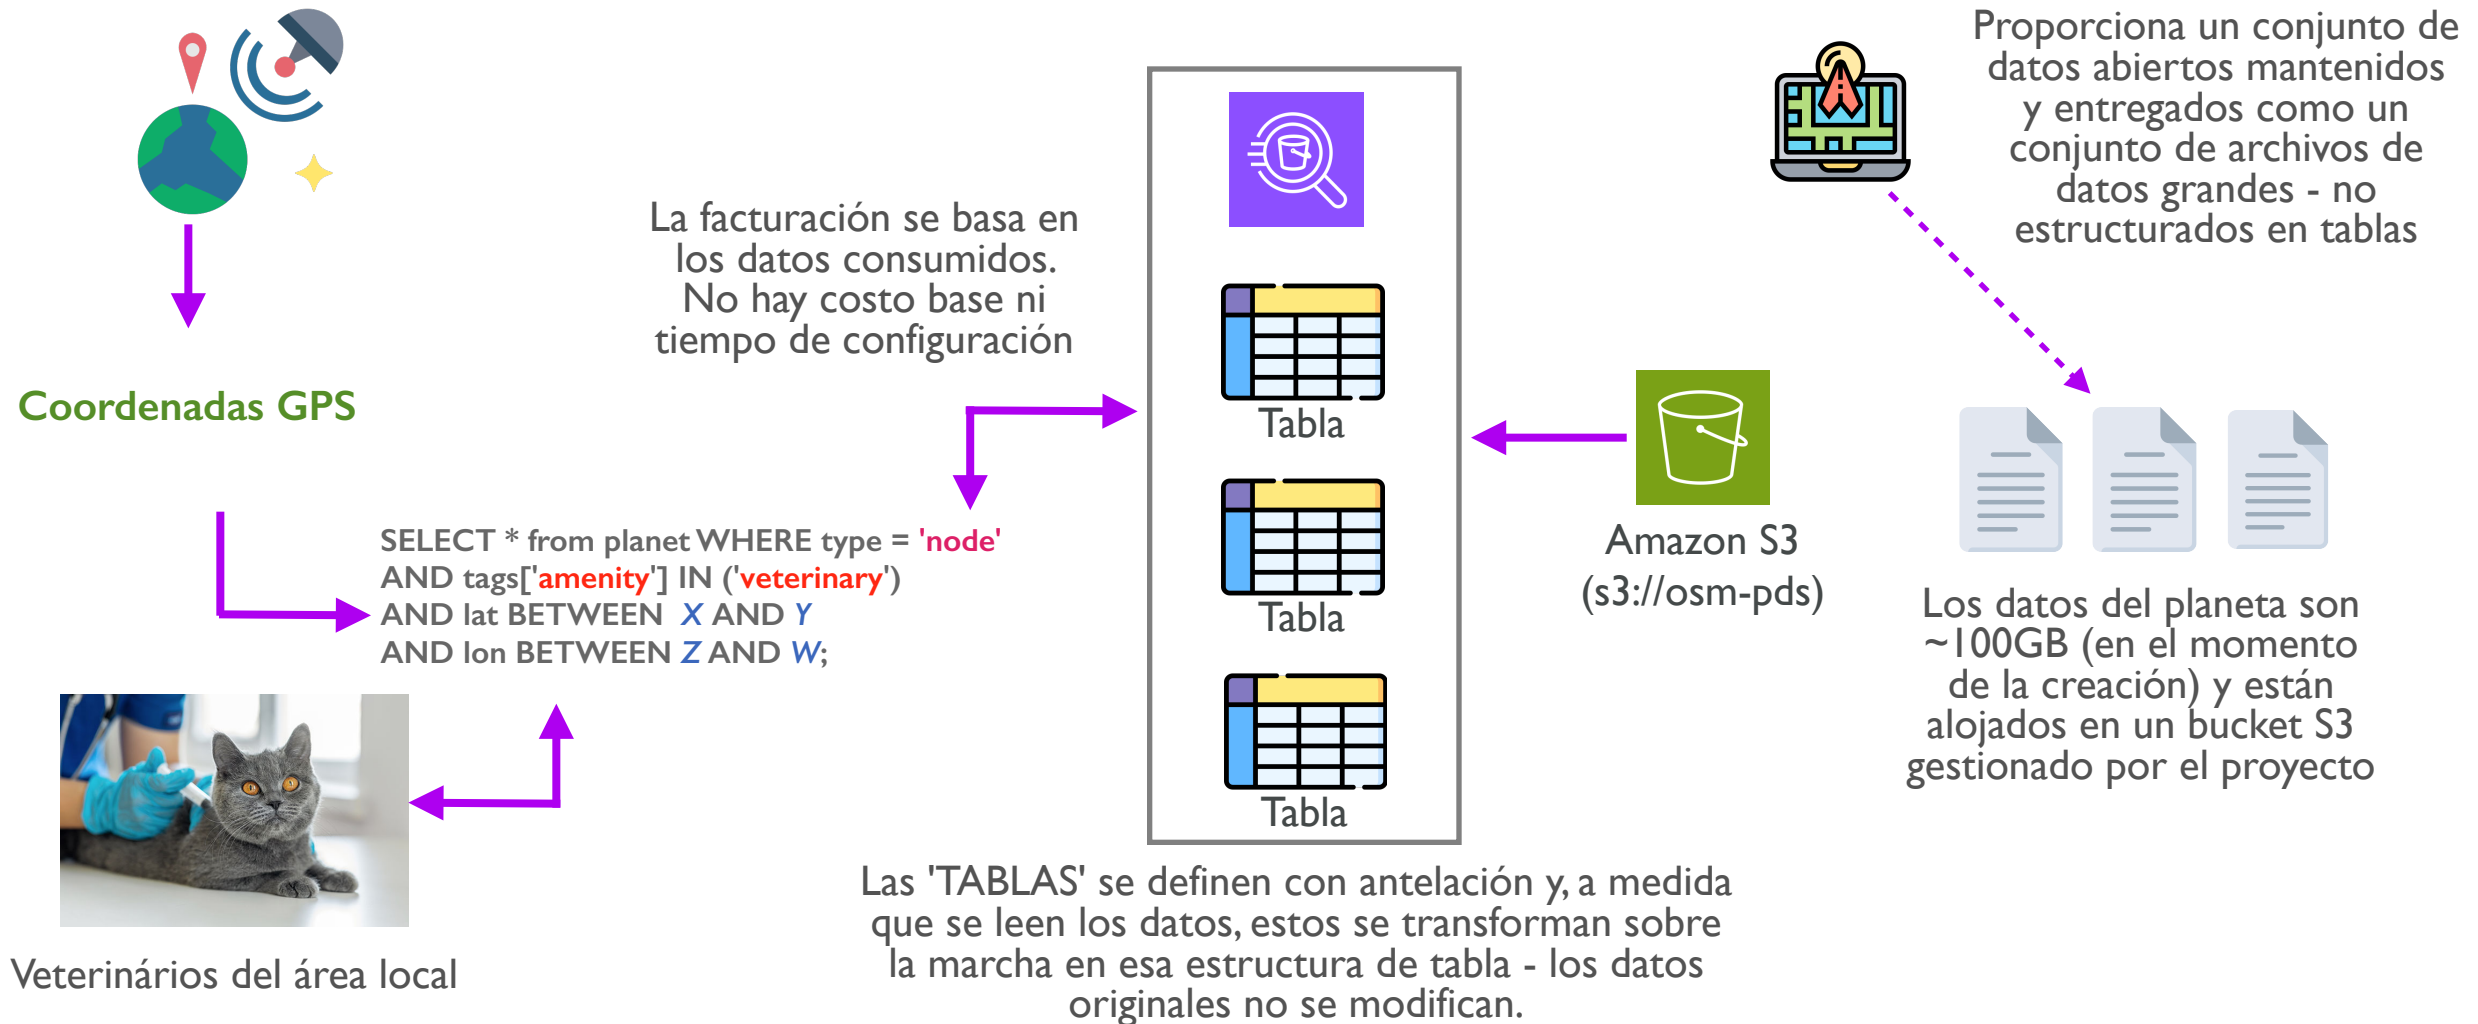 Proporciona un conjunto de
datos abiertos mantenidos
y entregados como un
conjunto de archivos de
datos grandes - no
estructurados en tablas
La facturación se basa en
los datos consumidos.
No hay costo base ni
tiempo de configuración
Coordenadas GPS
Tabla
Tabla
Tabla
SELECT * from planet WHERE type = 'node'
AND tags['amenity'] IN ('veterinary')
AND lat BETWEEN X AND Y
AND lon BETWEEN Z AND W;
Amazon S3
(s3://osm-pds)
Los datos del planeta son
~100GB (en el momento
de la creación) y están
alojados en un bucket S3
gestionado por el proyecto
Las 'TABLAS' se definen con antelación y, a medida
que se leen los datos, estos se transforman sobre
la marcha en esa estructura de tabla - los datos
originales no se modifican.
Veterinários del área local